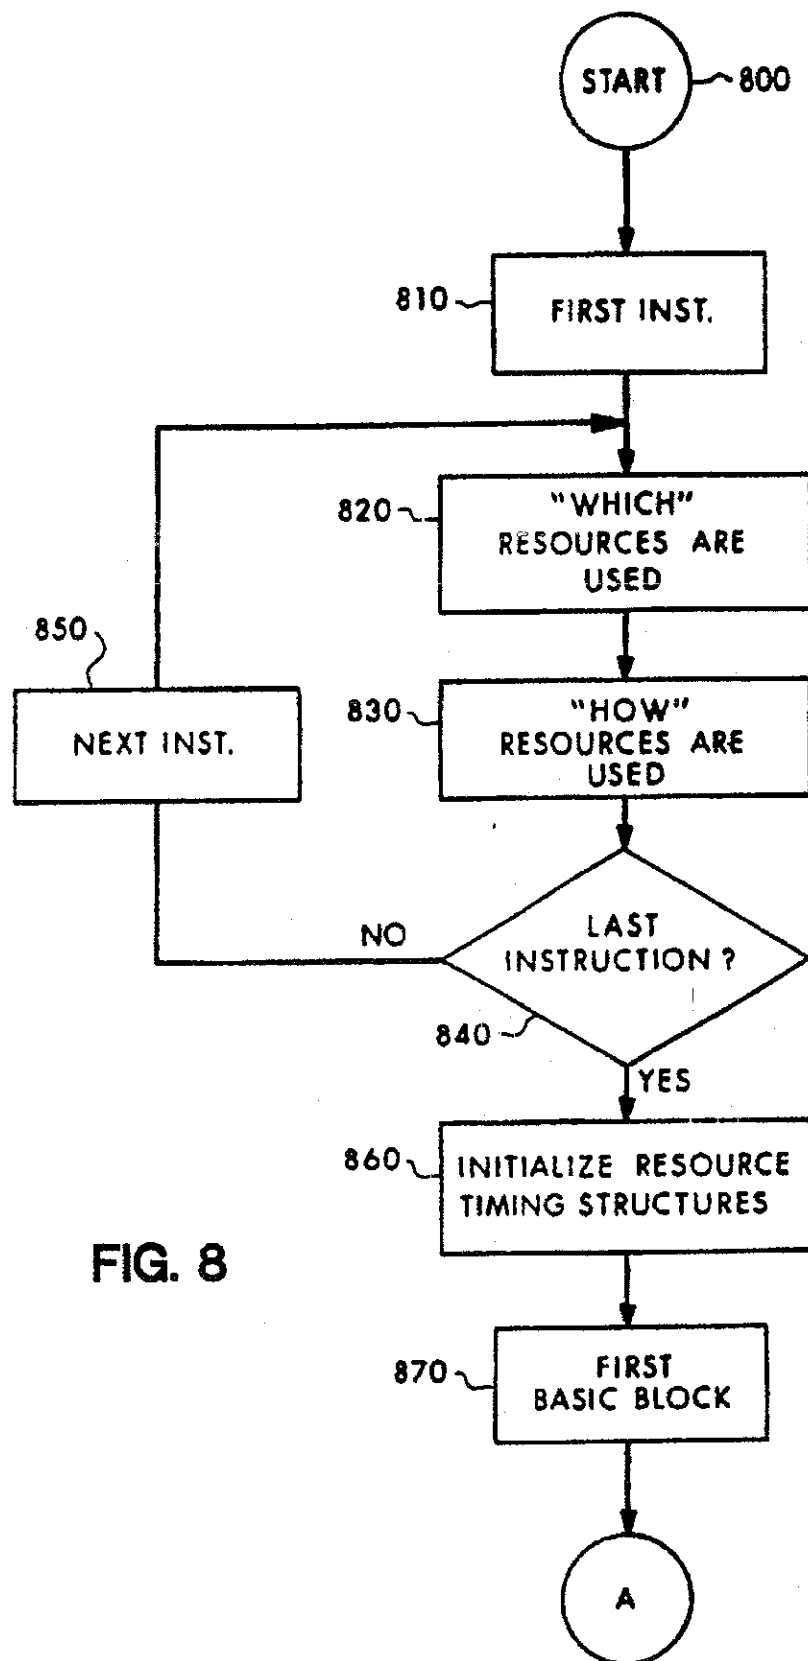 START
800
810
FIRST INST.
820
"WHICH"
RESOURCES ARE
USED
850
NEXT INST.
830
"HOW"
RESOURCES ARE
USED
NO
LAST
INSTRUCTION ?
840
YES
860
INITIALIZE RESOURCE
TIMING STRUCTURES
FIG. 8
870
FIRST
BASIC BLOCK
A